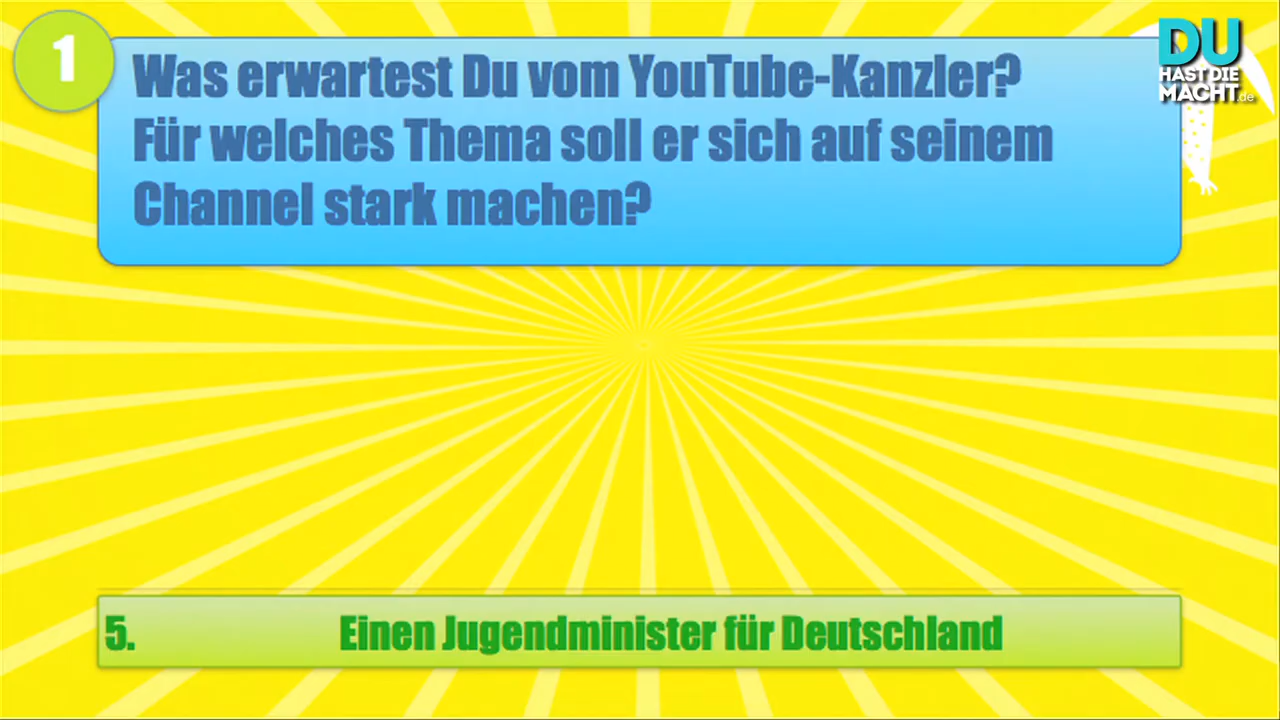 1
Was erwartest Du vom YouTube-Kanzler?
Für welches Thema soll er sich auf seinem
Channel stark machen?
DU
HAST DIE
MACHT.de
5. Einen Jugendminister für Deutschland